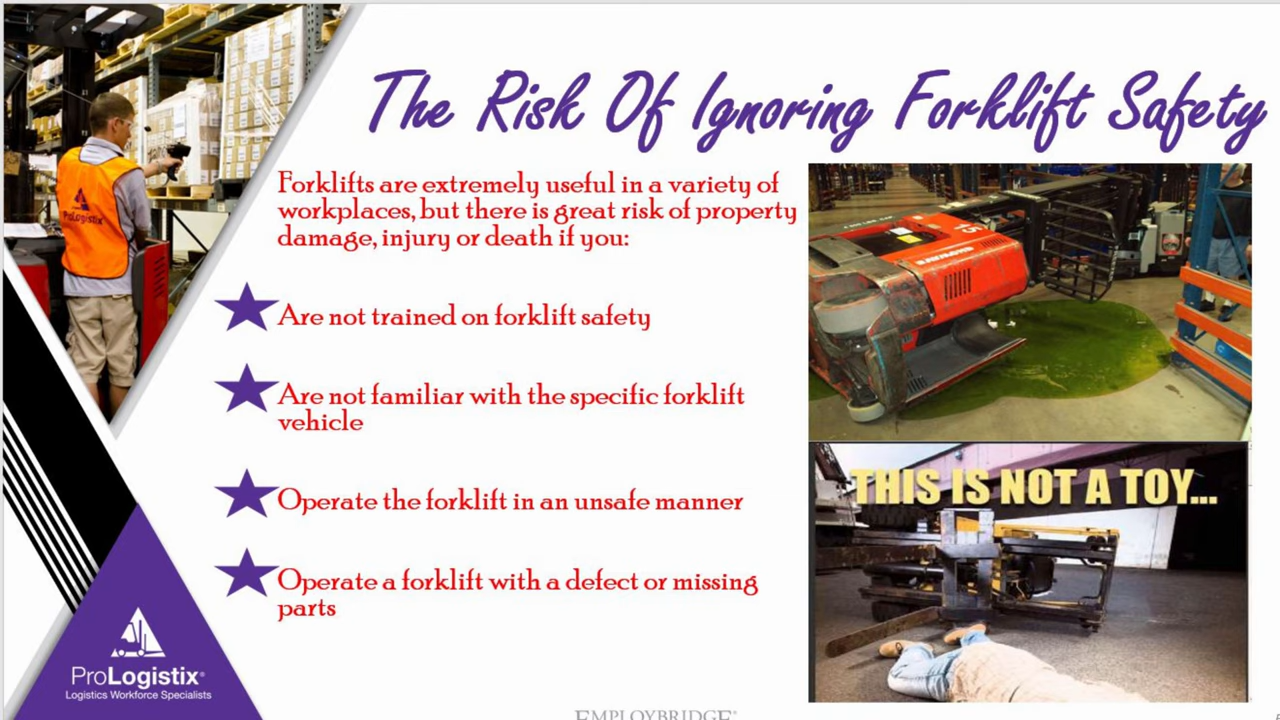 The Risk Of Ignoring Forklift Safety
Forklifts are extremely useful in a variety of
workplaces, but there is great risk of property
damage, injury or death if you:
Are not trained on forklift safety
Are not familiar with the specific forklift
vehicle
Operate the forklift in an unsafe manner
Operate a forklift with a defect or missing
parts
THIS IS NOT A TOY...
ProLogistix
ProLogistix®
Logistics Workforce Specialists
EMPLOYBRIDGE®